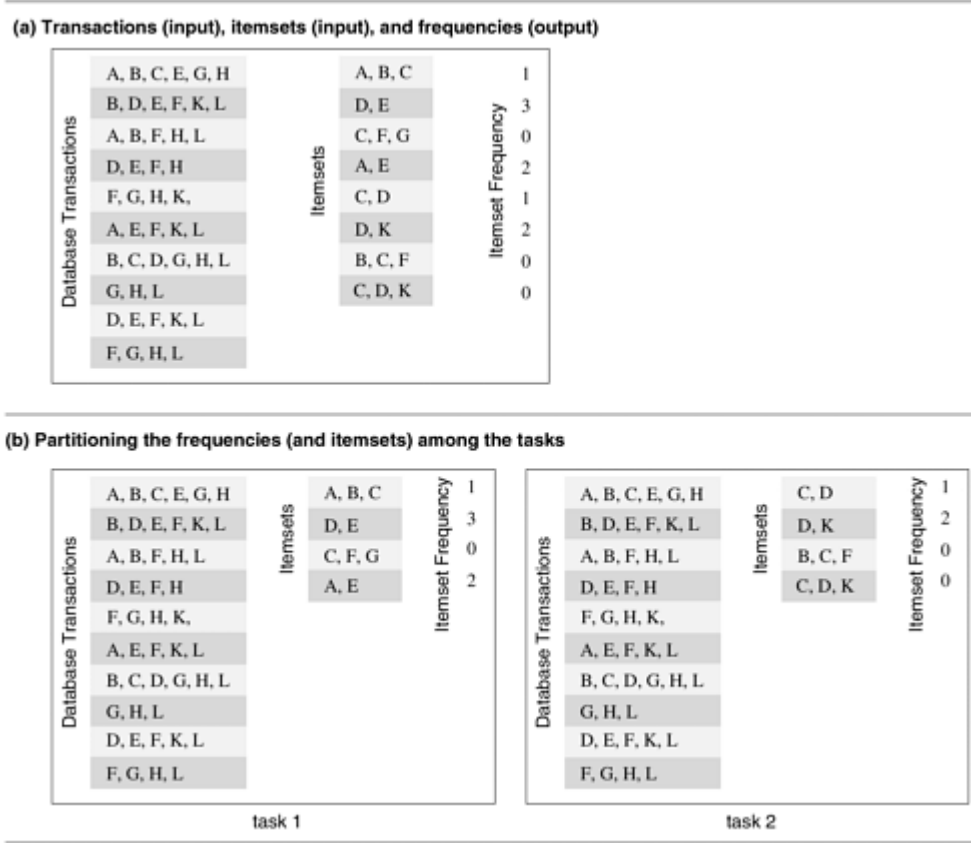 (a) Transactions (input), itemsets (input), and frequencies (output)
Database Transactions
A, B, C, E, G, H
B, D, E, F, K, L
A, B, F, H, L
D, E, F, H
F, G, H, K,
A, E, F, K, L
B, C, D, G, H, L
G, H, L
D, E, F, K, L
F, G, H, L
Itemsets
A, B, C
D, E
C, F, G
A, E
C, D
D, K
B, C, F
C, D, K
Itemset Frequency
1
3
0
2
1
2
0
0
(b) Partitioning the frequencies (and itemsets) among the tasks
Database Transactions
A, B, C, E, G, H
B, D, E, F, K, L
A, B, F, H, L
D, E, F, H
F, G, H, K,
A, E, F, K, L
B, C, D, G, H, L
G, H, L
D, E, F, K, L
F, G, H, L
Itemsets
A, B, C
D, E
C, F, G
A, E
Itemset Frequency
1
3
0
2
task 1
Database Transactions
A, B, C, E, G, H
B, D, E, F, K, L
A, B, F, H, L
D, E, F, H
F, G, H, K,
A, E, F, K, L
B, C, D, G, H, L
G, H, L
D, E, F, K, L
F, G, H, L
Itemsets
C, D
D, K
B, C, F
C, D, K
Itemset Frequency
1
2
0
0
task 2